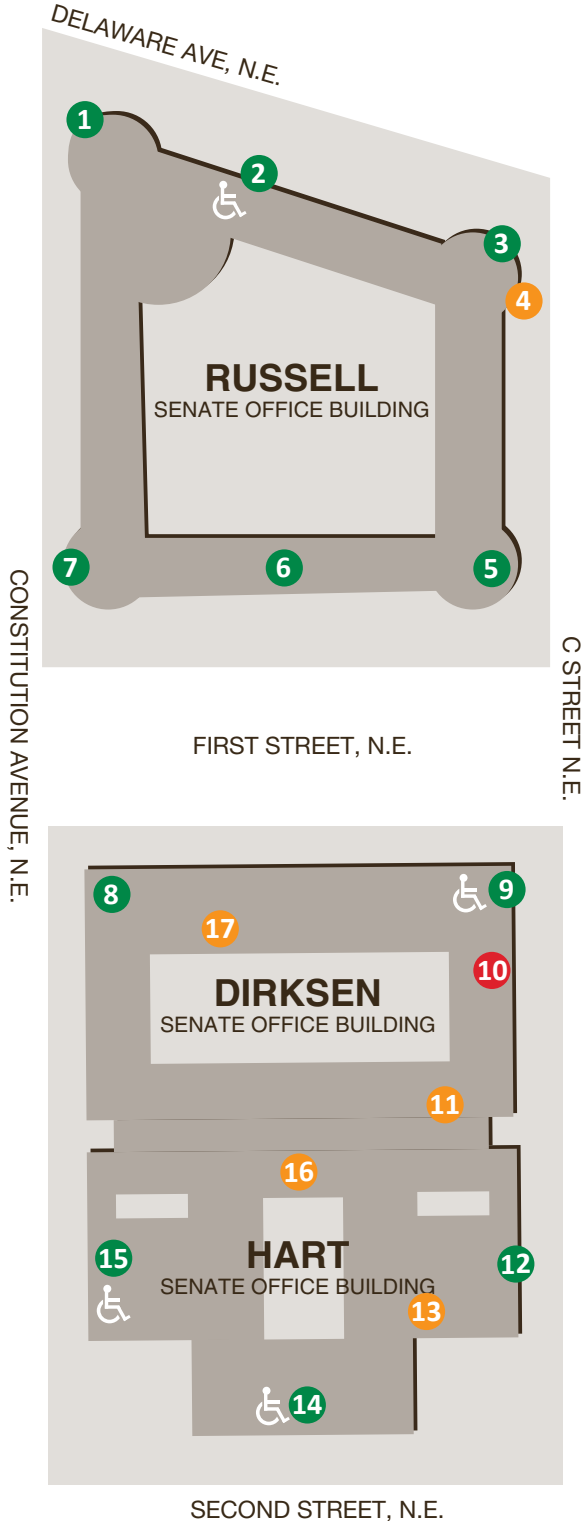 DELAWARE AVE, N.E.
1
2
3
4
RUSSELL
SENATE OFFICE BUILDING
7
6
5
CONSTITUTION AVENUE, N.E.
C STREET N.E.
FIRST STREET, N.E.
8
9
17
10
DIRKSEN
SENATE OFFICE BUILDING
11
16
15
HART
12
SENATE OFFICE BUILDING
13
14
SECOND STREET, N.E.